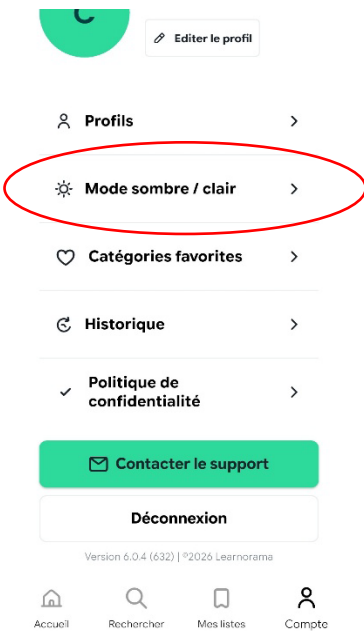 C
Editer le profil
Profils
Mode sombre / clair
Catégories favorites
Historique
Politique de
confidentialité
Contacter le support
Déconnexion
Version 6.0.4 (632) | ©2026 Learnorama
Accueil Rechercher Mes listes Compte